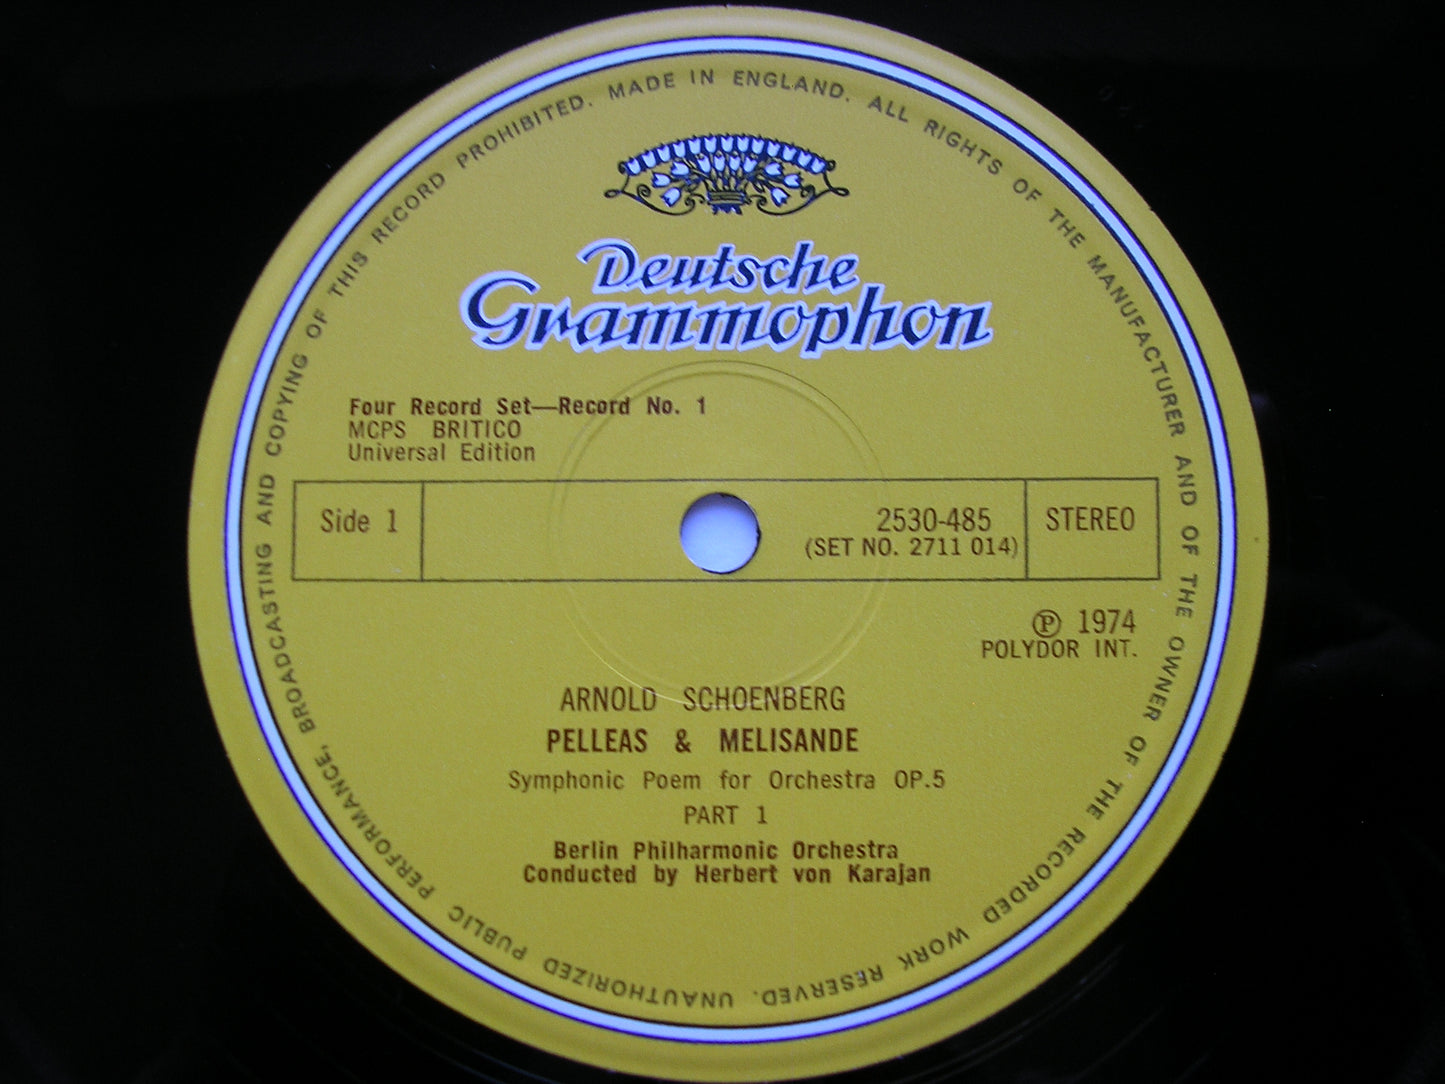 MADE IN ENGLAND. ALL RIGHTS OF THE MANUFACTURER AND OF THE OWNER OF THE RECORDED WORK RESERVED. UNAUTHORIZED PUBLIC PERFORMANCE, BROADCASTING AND COPYING OF THIS RECORD PROHIBITED.
Deutsche
Grammophon
Four Record Set—Record No. 1
MCPS BRITICO
Universal Edition
Side 1
2530-485
STEREO
(SET NO. 2711 014)
℗ 1974
POLYDOR INT.
ARNOLD SCHOENBERG
PELLEAS & MELISANDE
Symphonic Poem for Orchestra OP.5
PART 1
Berlin Philharmonic Orchestra
Conducted by Herbert von Karajan